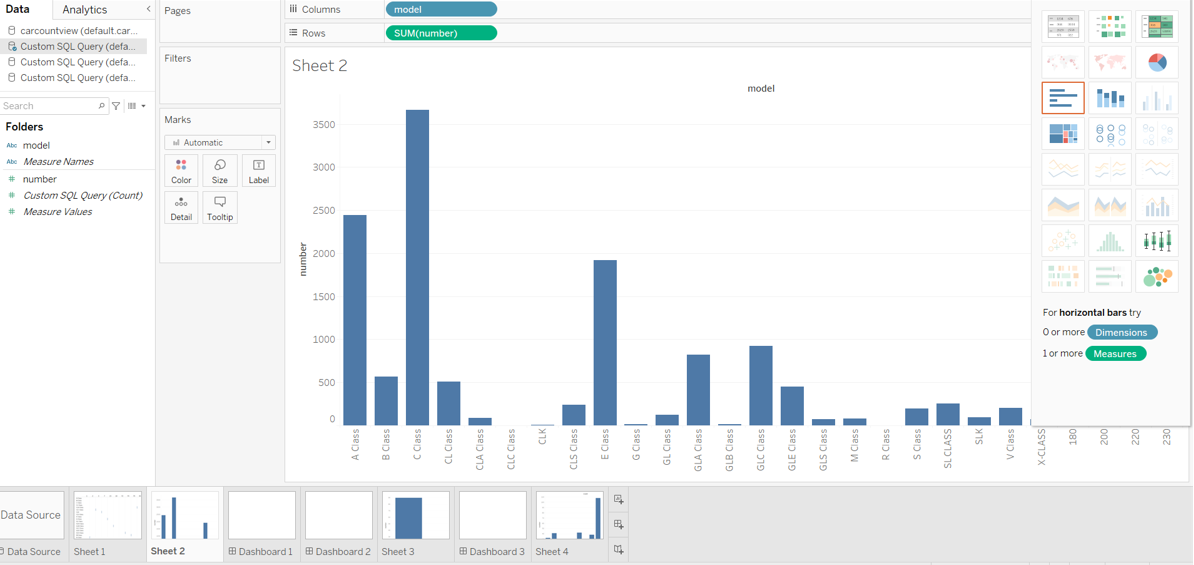 Data
Analytics
carcountview (default.car...
Custom SQL Query (defa...
Custom SQL Query (defa...
Custom SQL Query (defa...
Search
Folders
Abc model
Abc Measure Names
# number
# Custom SQL Query (Count)
# Measure Values
Pages
Filters
Marks
Automatic
Color
Size
Label
Detail
Tooltip
Columns
model
Rows
SUM(number)
Sheet 2
model
number
3500
3000
2500
2000
1500
1000
500
0
A Class
B Class
C Class
CL Class
CLA Class
CLC Class
CLK
CLS Class
E Class
G Class
GL Class
GLA Class
GLB Class
GLC Class
GLE Class
GLS Class
M Class
R Class
S Class
SL CLASS
SLK
V Class
X-CLASS
180
200
220
230
For horizontal bars try
0 or more Dimensions
1 or more Measures
Data Source
Data Source
Sheet 1
Sheet 2
Dashboard 1
Dashboard 2
Sheet 3
Dashboard 3
Sheet 4